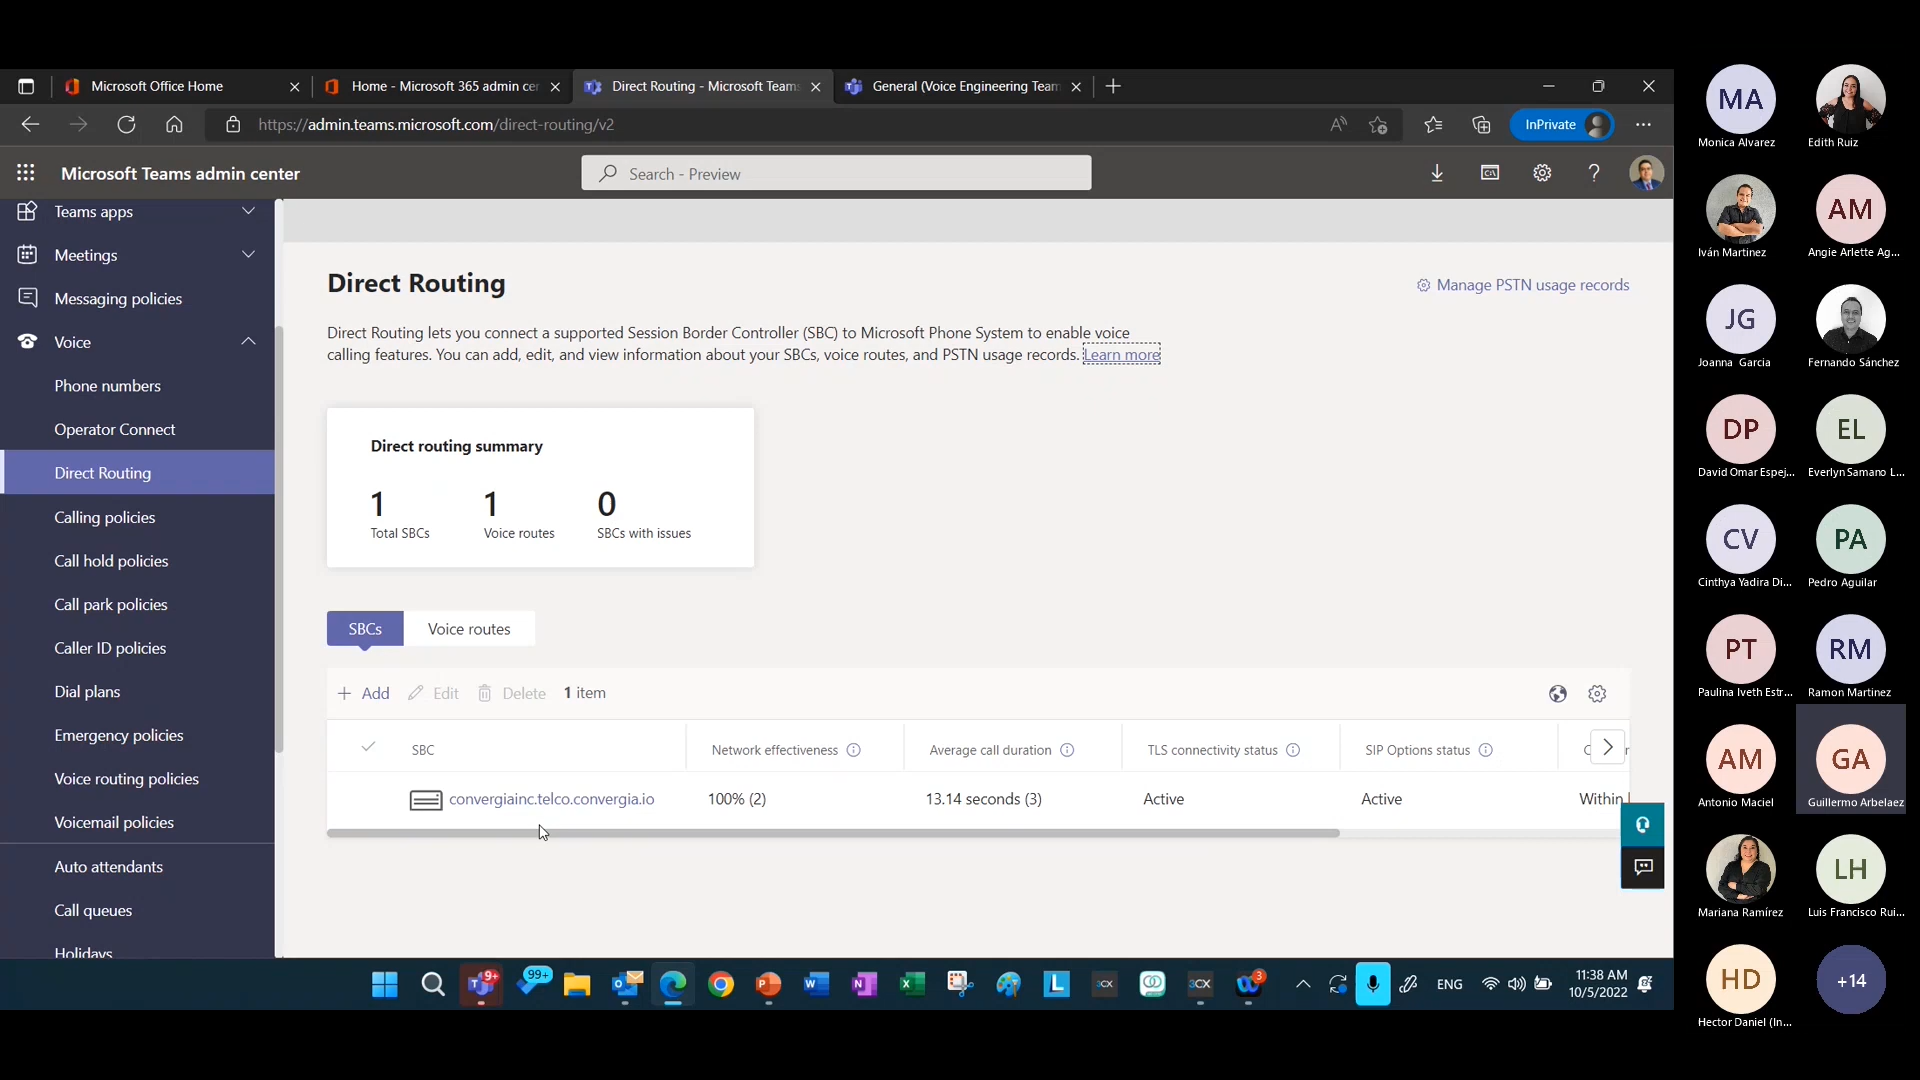 Microsoft Office Home
Home - Microsoft 365 admin cer
Direct Routing - Microsoft Teams
General (Voice Engineering Team
https://admin.teams.microsoft.com/direct-routing/v2
InPrivate
Microsoft Teams admin center
Search - Preview
Teams apps
Meetings
Messaging policies
Voice
Phone numbers
Operator Connect
Direct Routing
Calling policies
Call hold policies
Call park policies
Caller ID policies
Dial plans
Emergency policies
Voice routing policies
Voicemail policies
Auto attendants
Call queues
Holidays
Direct Routing
Manage PSTN usage records
Direct Routing lets you connect a supported Session Border Controller (SBC) to Microsoft Phone System to enable voice
calling features. You can add, edit, and view information about your SBCs, voice routes, and PSTN usage records. Learn more
Direct routing summary
1 1 0
Total SBCs Voice routes SBCs with issues
SBCs Voice routes
+ Add Edit Delete 1 item
SBC Network effectiveness Average call duration TLS connectivity status SIP Options status
convergiainc.telco.convergia.io 100% (2) 13.14 seconds (3) Active Active Within
9+
99+
3CX
3CX
3
ENG
11:38 AM
10/5/2022
MA
Monica Alvarez Edith Ruiz
AM
Iván Martinez Angie Arlette Ag...
JG
Joanna Garcia Fernando Sánchez
DP EL
David Omar Espej... Everlyn Samano L...
CV PA
Cinthya Yadira Di... Pedro Aguilar
PT RM
Paulina Iveth Estr... Ramon Martinez
AM GA
Antonio Maciel Guillermo Arbelaez
LH
Mariana Ramírez Luis Francisco Rui...
HD +14
Hector Daniel (In...